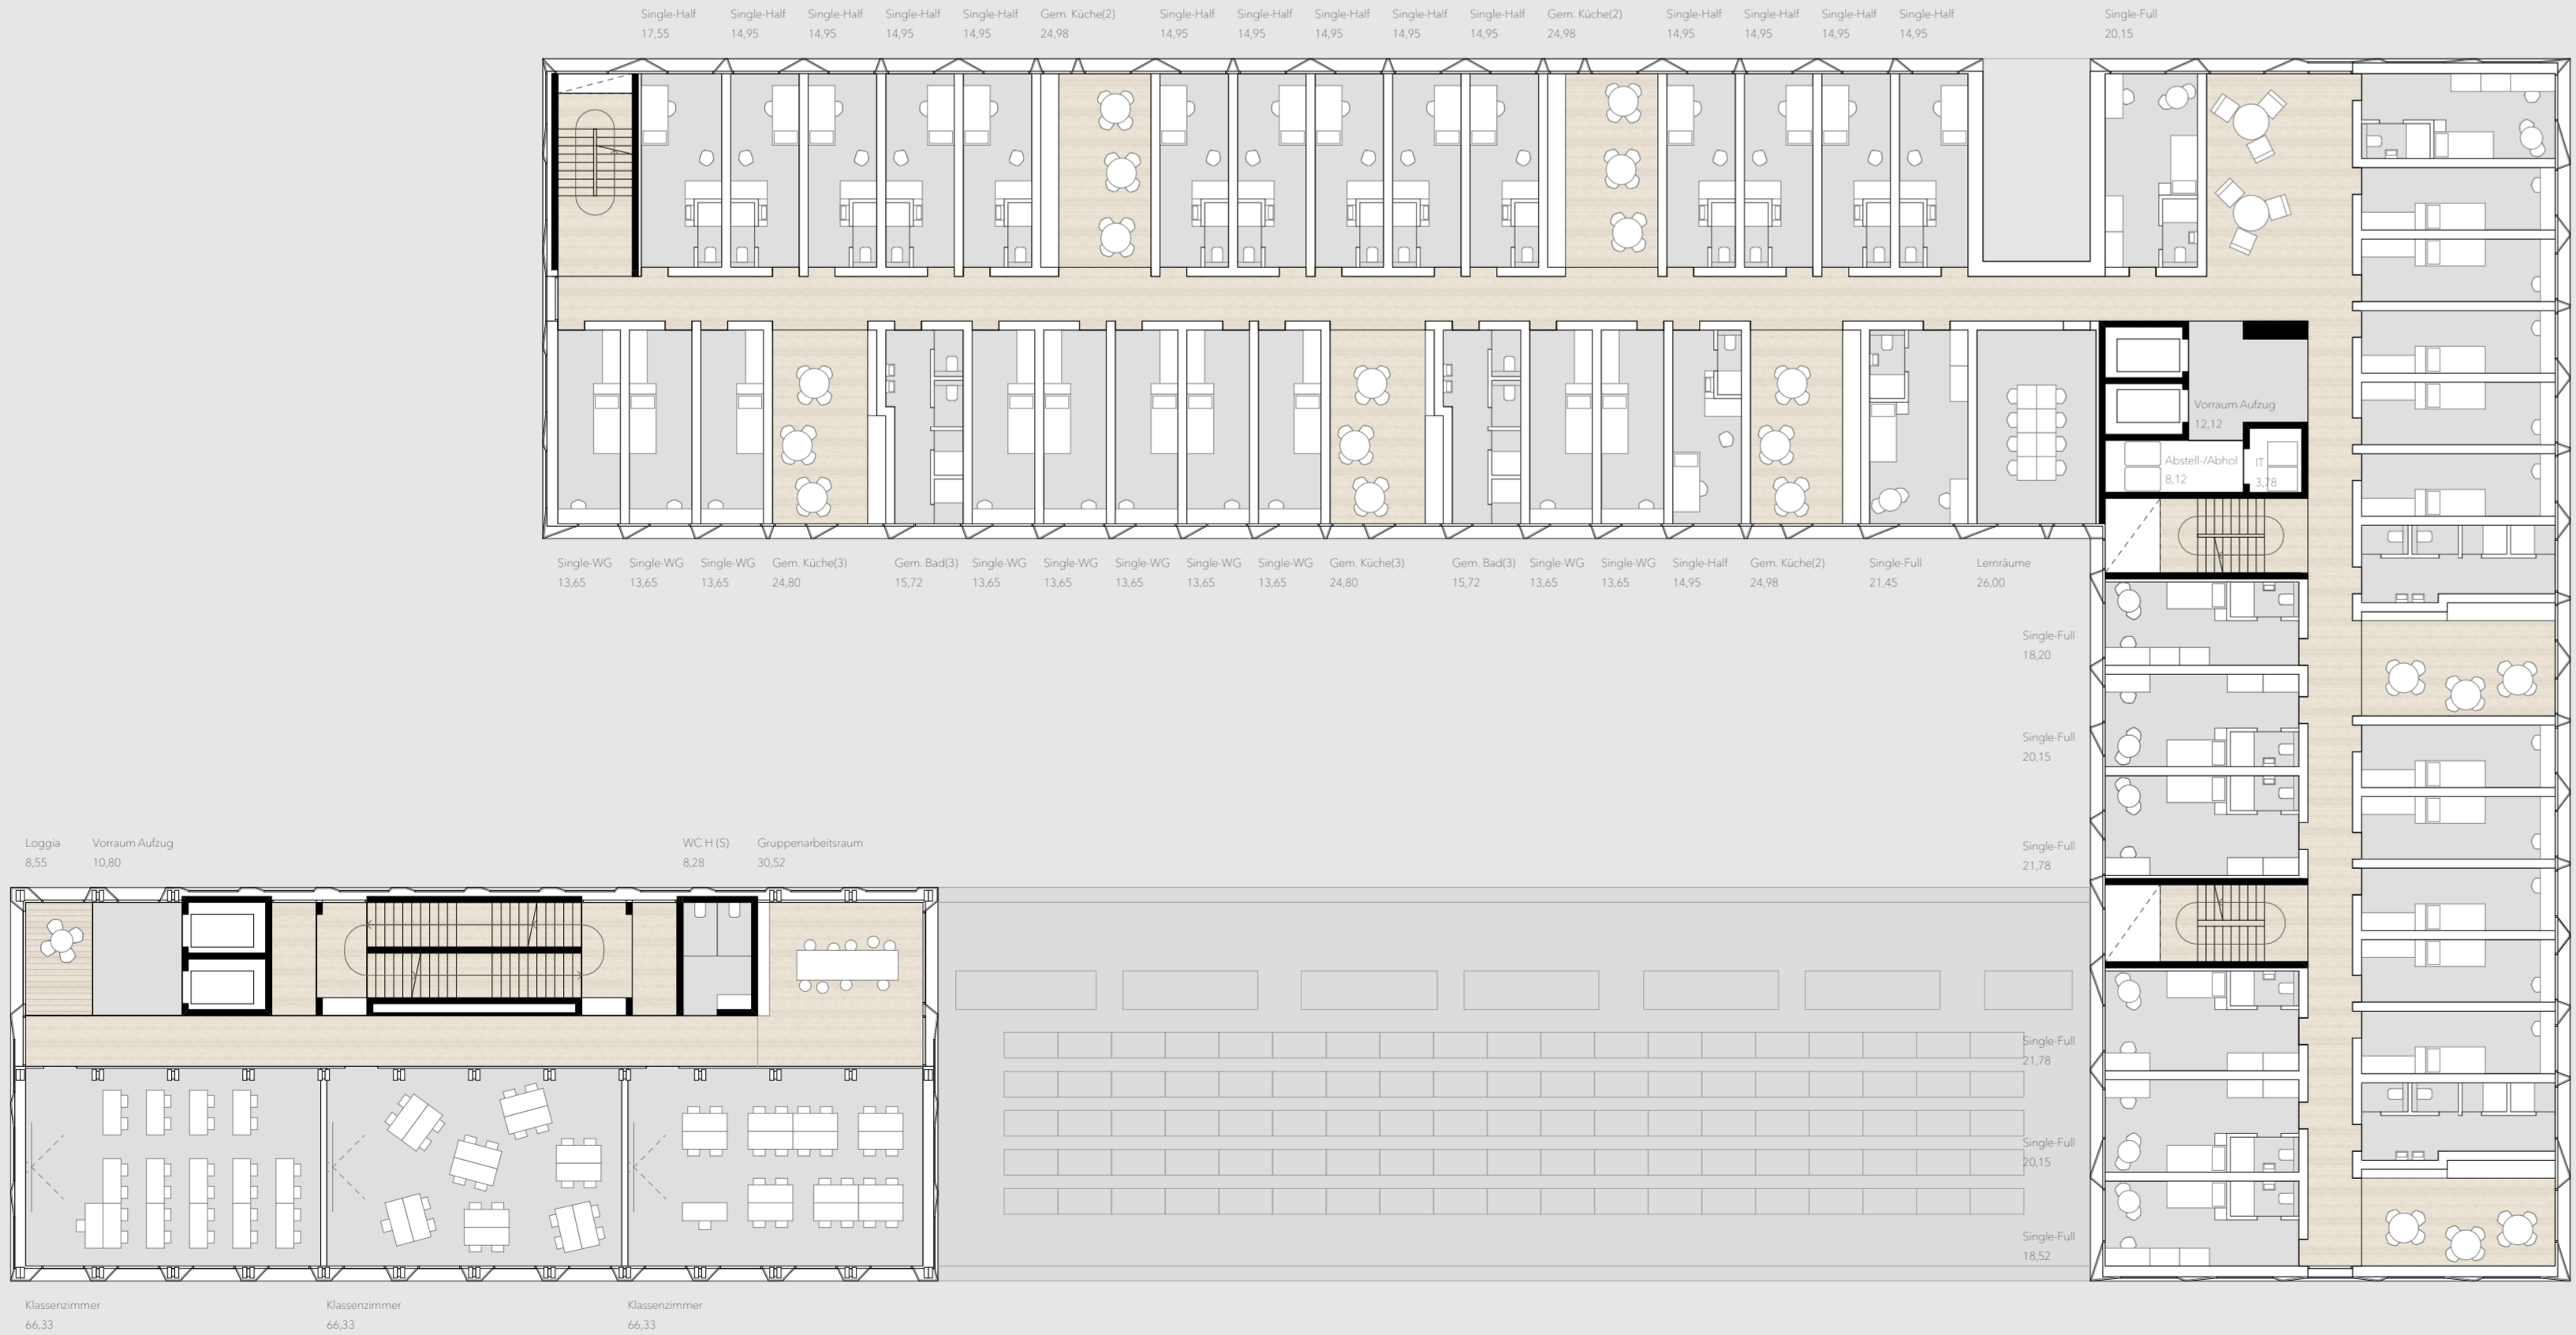 Single-Half Single-Half Single-Half Single-Half Single-Half Gem. Küche(2) Single-Half Single-Half Single-Half Single-Half Single-Half Gem. Küche(2) Single-Half Single-Half Single-Half Single-Half Single-Full
17,55 14,95 14,95 14,95 14,95 24,98 14,95 14,95 14,95 14,95 14,95 24,98 14,95 14,95 14,95 14,95 20,15
Vorraum Aufzug
12,12
Abstell-/Abhol IT
8,12 3,78
Single-WG Single-WG Single-WG Gem. Küche(3) Gem. Bad(3) Single-WG Single-WG Single-WG Single-WG Single-WG Gem. Küche(3) Gem. Bad(3) Single-WG Single-WG Single-Half Gem. Küche(2) Single-Full Lernräume
13,65 13,65 13,65 24,80 15,72 13,65 13,65 13,65 13,65 13,65 24,80 15,72 13,65 13,65 14,95 24,98 21,45 26,00
Single-Full
18,20
Single-Full
20,15
Single-Full
21,78
Loggia Vorraum Aufzug WC H (S) Gruppenarbeitsraum
8,55 10,80 8,28 30,52
Single-Full
21,78
Single-Full
20,15
Single-Full
18,52
Klassenzimmer Klassenzimmer Klassenzimmer
66,33 66,33 66,33